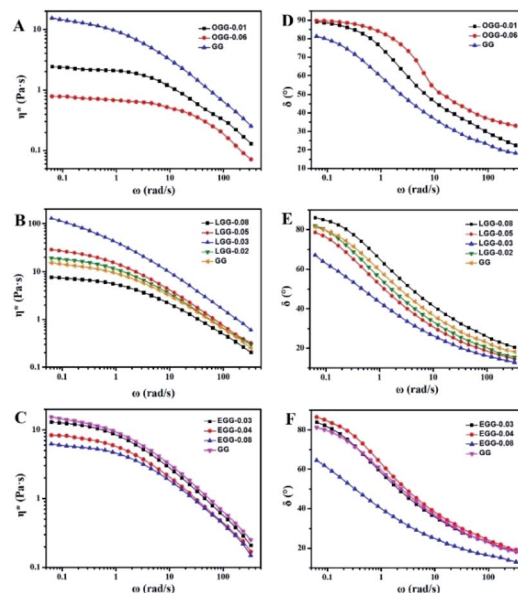 A
OGG-0.01
OGG-0.06
GG
η* (Pa·s)
10
1
0.1
0.1 1 10 100
ω (rad/s)
D
OGG-0.01
OGG-0.06
GG
δ (°)
90
80
70
60
50
40
30
20
10
0.1 1 10 100
ω (rad/s)
B
LGG-0.08
LGG-0.05
LGG-0.03
LGG-0.02
GG
η* (Pa·s)
100
10
1
0.1
0.1 1 10 100
ω (rad/s)
E
LGG-0.08
LGG-0.05
LGG-0.03
LGG-0.02
GG
δ (°)
80
60
40
20
0.1 1 10 100
ω (rad/s)
C
EGG-0.03
EGG-0.04
EGG-0.08
GG
η* (Pa·s)
10
1
0.1
0.1 1 10 100
ω (rad/s)
F
EGG-0.03
EGG-0.04
EGG-0.08
GG
δ (°)
80
60
40
20
0.1 1 10 100
ω (rad/s)